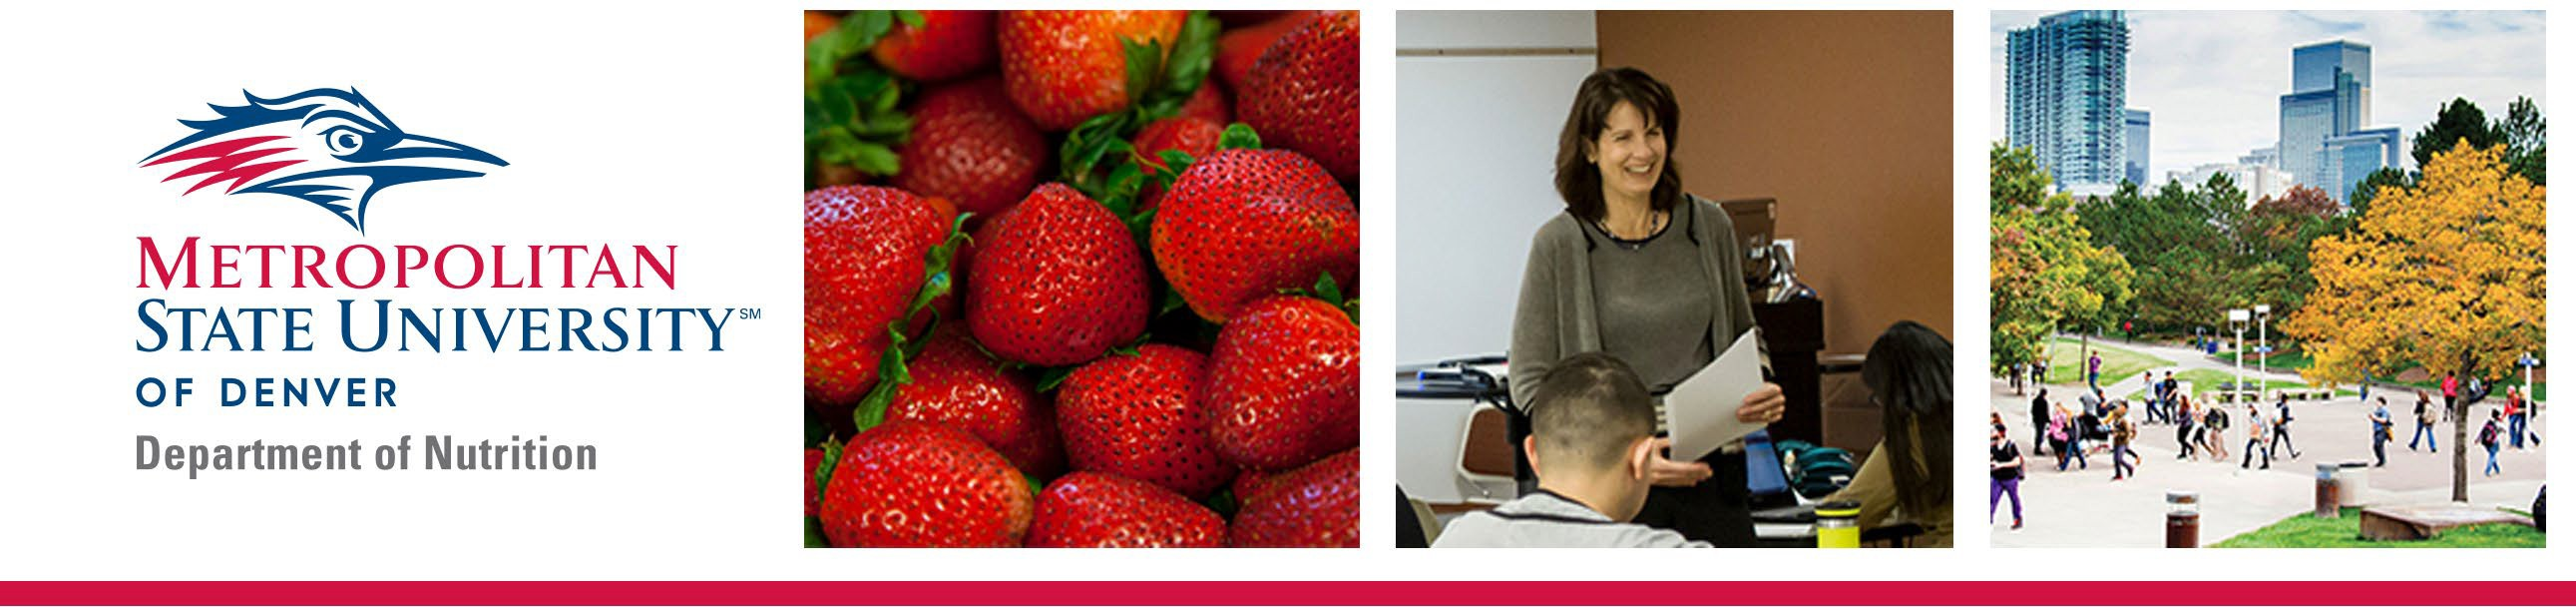 METROPOLITAN
STATE UNIVERSITY℠
OF DENVER
Department of Nutrition